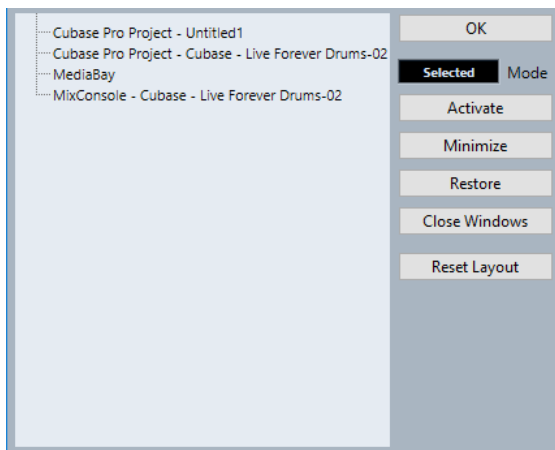 Cubase Pro Project - Untitled1
Cubase Pro Project - Cubase - Live Forever Drums-02
MediaBay
MixConsole - Cubase - Live Forever Drums-02
OK
Selected Mode
Activate
Minimize
Restore
Close Windows
Reset Layout